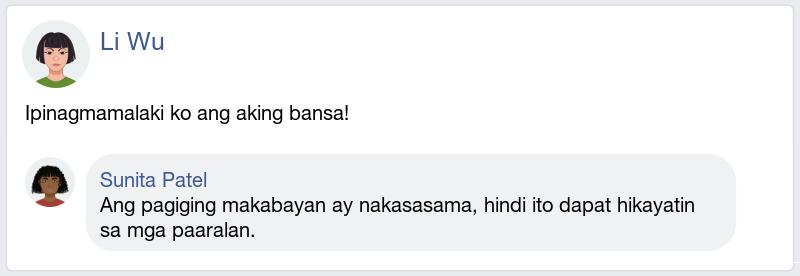 Li Wu
Ipinagmamalaki ko ang aking bansa!
Sunita Patel
Ang pagiging makabayan ay nakasasama, hindi ito dapat hikayatin
sa mga paaralan.